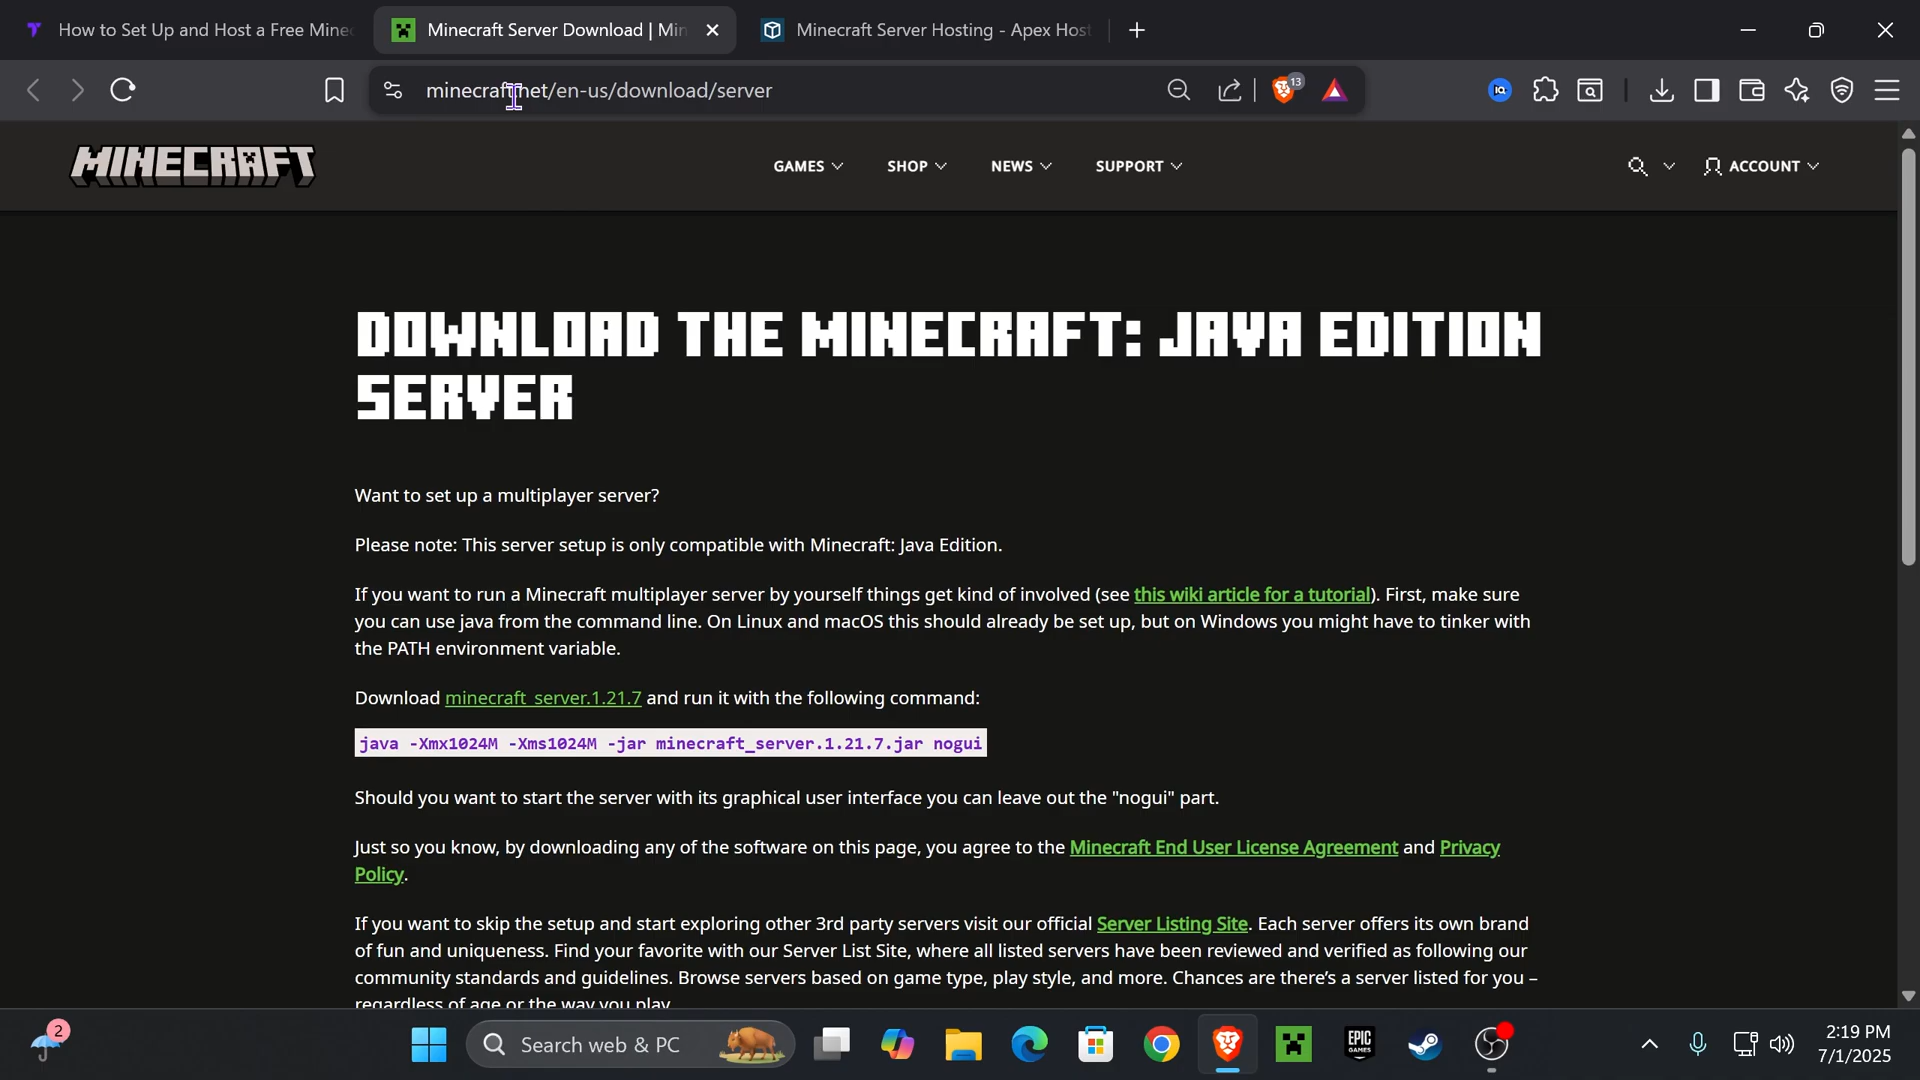 How to Set Up and Host a Free Minec
Minecraft Server Download | Min
Minecraft Server Hosting - Apex Host
minecraft.net/en-us/download/server
13
MINECRAFT
GAMES
SHOP
NEWS
SUPPORT
ACCOUNT
DOWNLOAD THE MINECRAFT: JAVA EDITION
SERVER
Want to set up a multiplayer server?
Please note: This server setup is only compatible with Minecraft: Java Edition.
If you want to run a Minecraft multiplayer server by yourself things get kind of involved (see this wiki article for a tutorial). First, make sure
you can use java from the command line. On Linux and macOS this should already be set up, but on Windows you might have to tinker with
the PATH environment variable.
Download minecraft_server.1.21.7 and run it with the following command:
java -Xmx1024M -Xms1024M -jar minecraft_server.1.21.7.jar nogui
Should you want to start the server with its graphical user interface you can leave out the "nogui" part.
Just so you know, by downloading any of the software on this page, you agree to the Minecraft End User License Agreement and Privacy
Policy.
If you want to skip the setup and start exploring other 3rd party servers visit our official Server Listing Site. Each server offers its own brand
of fun and uniqueness. Find your favorite with our Server List Site, where all listed servers have been reviewed and verified as following our
community standards and guidelines. Browse servers based on game type, play style, and more. Chances are there's a server listed for you –
regardless of age or the way you play.
2
Search web & PC
EPIC
GAMES
2:19 PM
7/1/2025